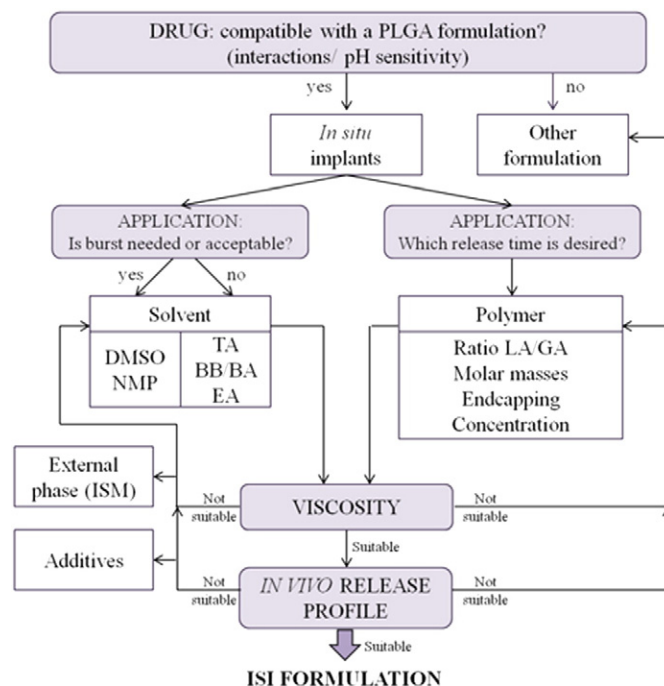 DRUG: compatible with a PLGA formulation?
(interactions/ pH sensitivity)
yes
no
In situ
implants
Other
formulation
APPLICATION:
Is burst needed or acceptable?
APPLICATION:
Which release time is desired?
yes
no
Solvent
DMSO
NMP
TA
BB/BA
EA
Polymer
Ratio LA/GA
Molar masses
Endcapping
Concentration
External
phase (ISM)
Not
suitable
VISCOSITY
Not
suitable
Suitable
Additives
Not
suitable
IN VIVO RELEASE
PROFILE
Not
suitable
Suitable
ISI FORMULATION